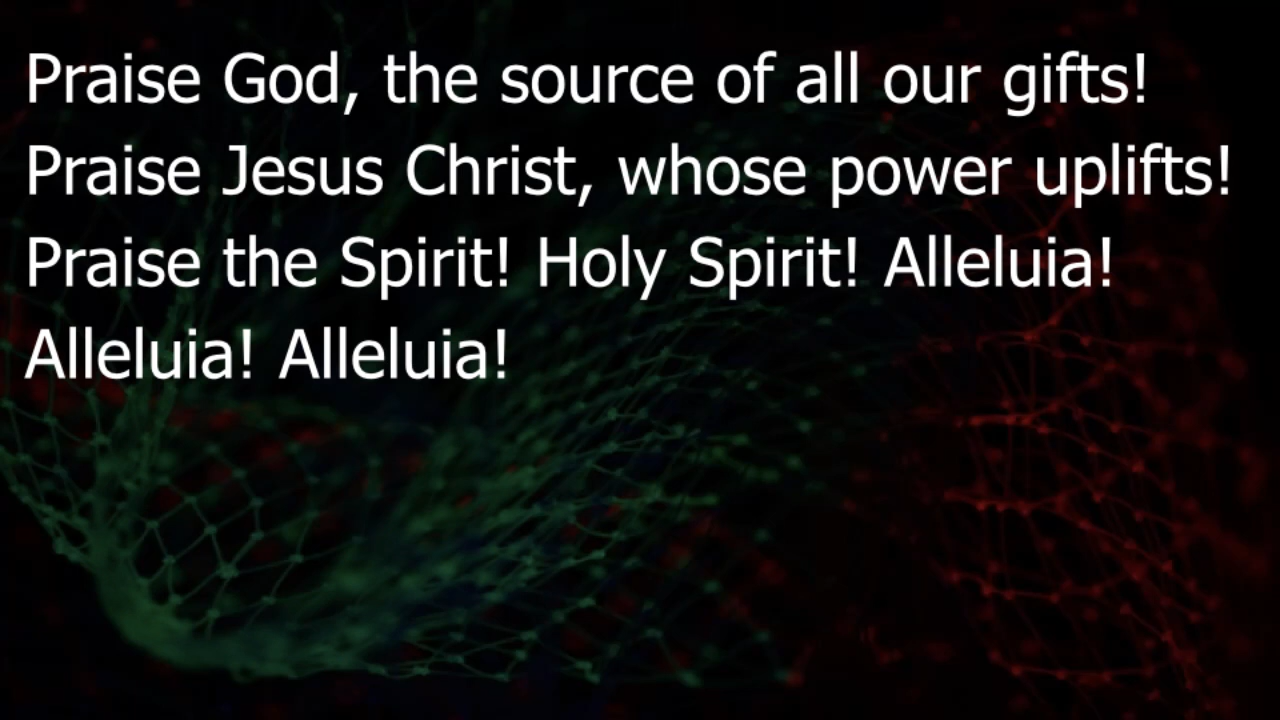 Praise God, the source of all our gifts!
Praise Jesus Christ, whose power uplifts!
Praise the Spirit! Holy Spirit! Alleluia!
Alleluia! Alleluia!